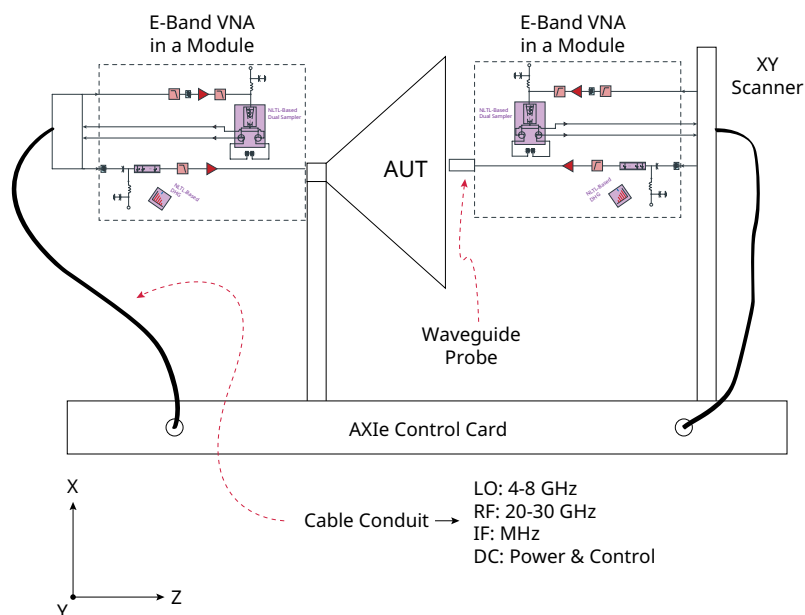 E-Band VNA
in a Module
E-Band VNA
in a Module
XY
Scanner
NLTL-Based
Dual Sampler
NLTL-Based
Dual Sampler
NLTL-Based
DHG
NLTL-Based
DHG
AUT
Waveguide
Probe
AXIe Control Card
Cable Conduit
LO: 4-8 GHz
RF: 20-30 GHz
IF: MHz
DC: Power & Control
X
Y
Z